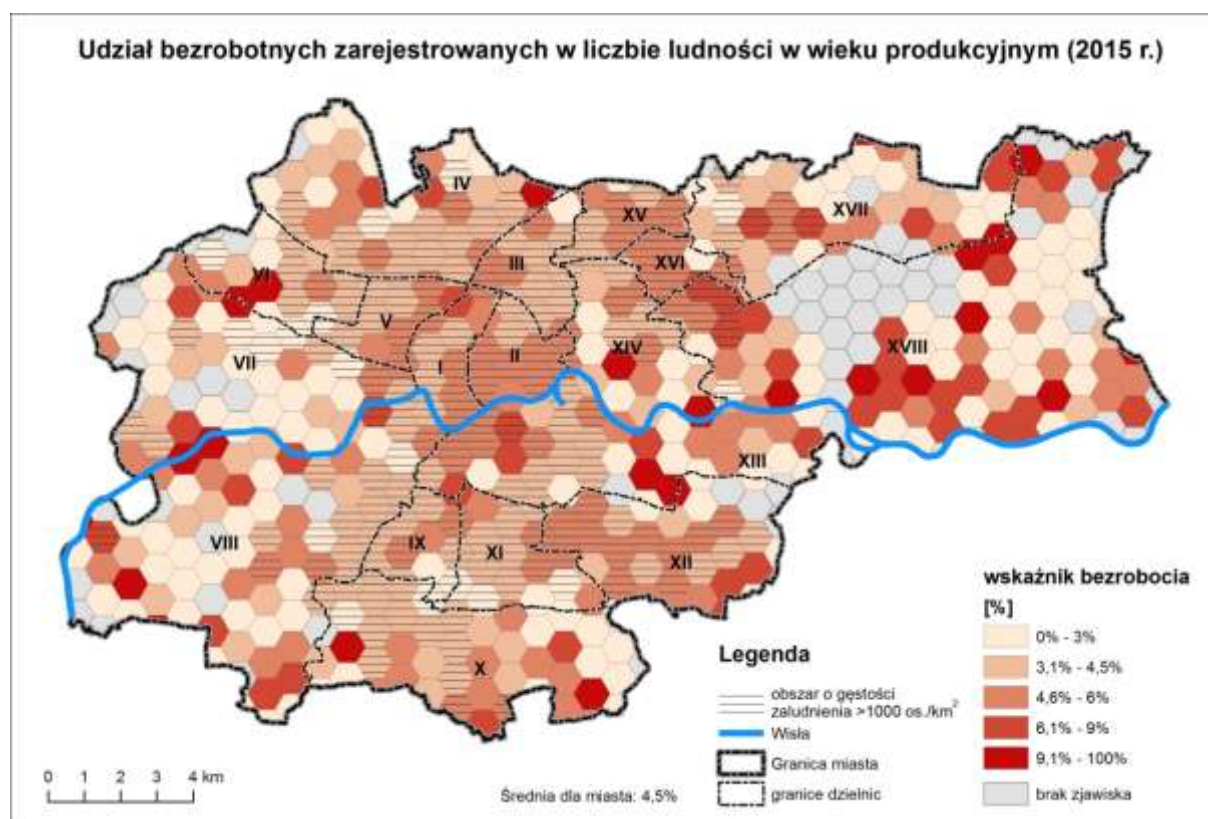 Udział bezrobotnych zarejestrowanych w liczbie ludności w wieku produkcyjnym (2015 r.)
IV
XV
XVII
III
XVI
VI
V
VII
I
II
XIV
XVIII
XIII
VIII
IX
XI
XII
X
wskaźnik bezrobocia
[%]
0% - 3%
3,1% - 4,5%
4,6% - 6%
6,1% - 9%
9,1% - 100%
brak zjawiska
Legenda
obszar o gęstości
zaludnienia >1000 os./km²
Wisła
Granica miasta
granice dzielnic
0 1 2 3 4 km
Średnia dla miasta: 4,5%